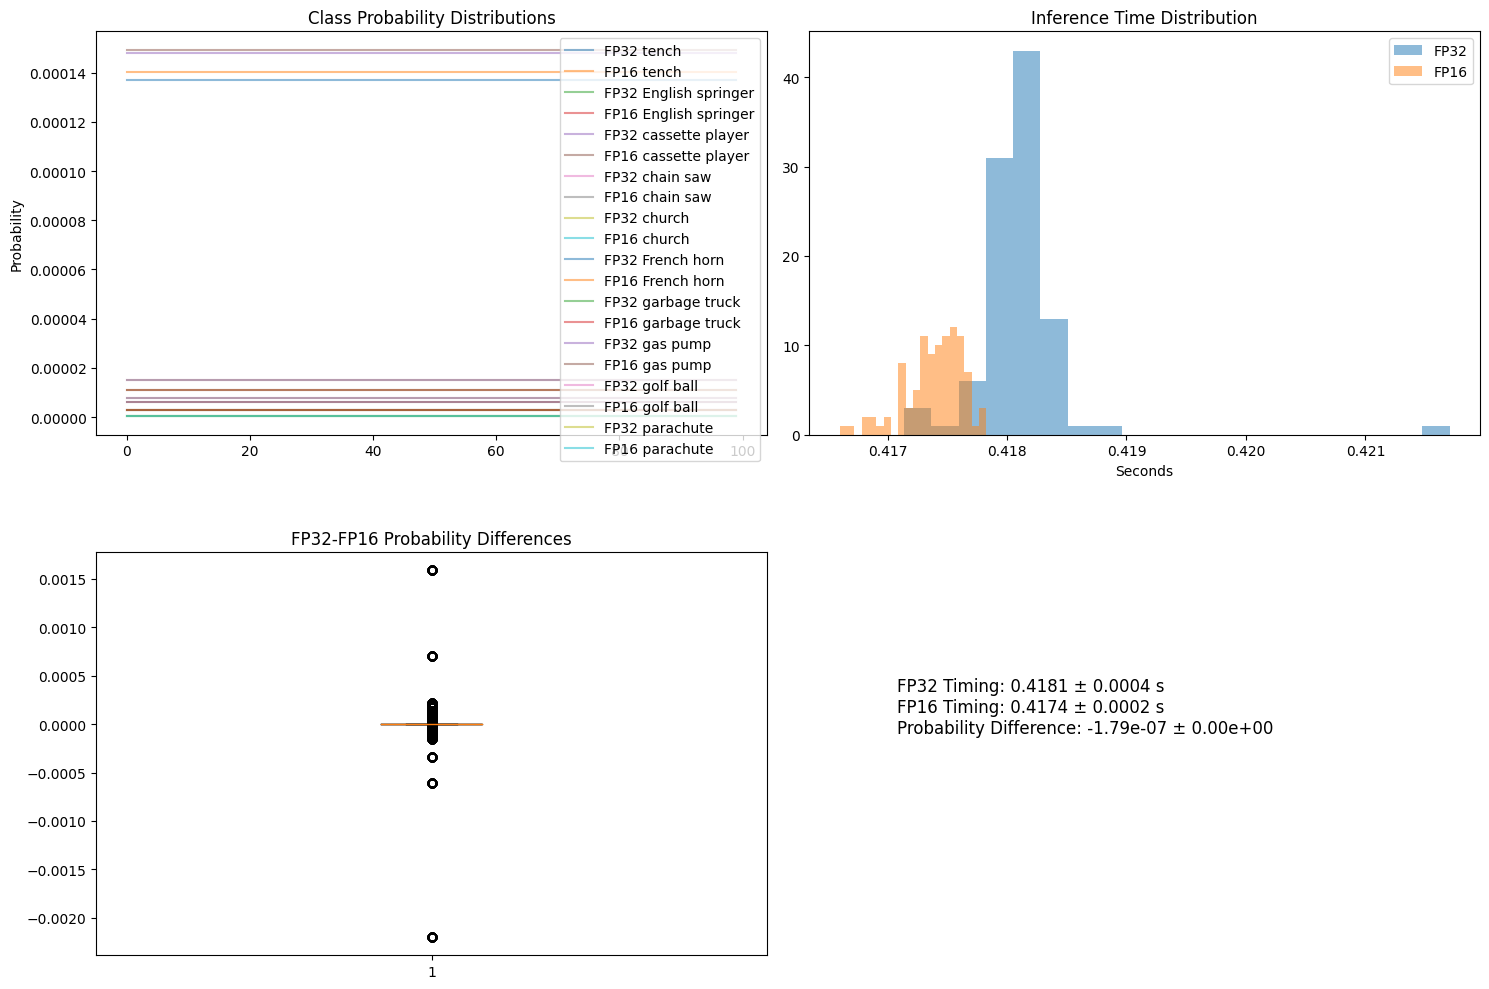 Class Probability Distributions
Probability
0.00014
0.00012
0.00010
0.00008
0.00006
0.00004
0.00002
0.00000
0 20 40 60 80 100
FP32 tench
FP16 tench
FP32 English springer
FP16 English springer
FP32 cassette player
FP16 cassette player
FP32 chain saw
FP16 chain saw
FP32 church
FP16 church
FP32 French horn
FP16 French horn
FP32 garbage truck
FP16 garbage truck
FP32 gas pump
FP16 gas pump
FP32 golf ball
FP16 golf ball
FP32 parachute
FP16 parachute
Inference Time Distribution
40
30
20
10
0
0.417 0.418 0.419 0.420 0.421
Seconds
FP32
FP16
FP32-FP16 Probability Differences
0.0015
0.0010
0.0005
0.0000
−0.0005
−0.0010
−0.0015
−0.0020
1
FP32 Timing: 0.4181 ± 0.0004 s
FP16 Timing: 0.4174 ± 0.0002 s
Probability Difference: -1.79e-07 ± 0.00e+00